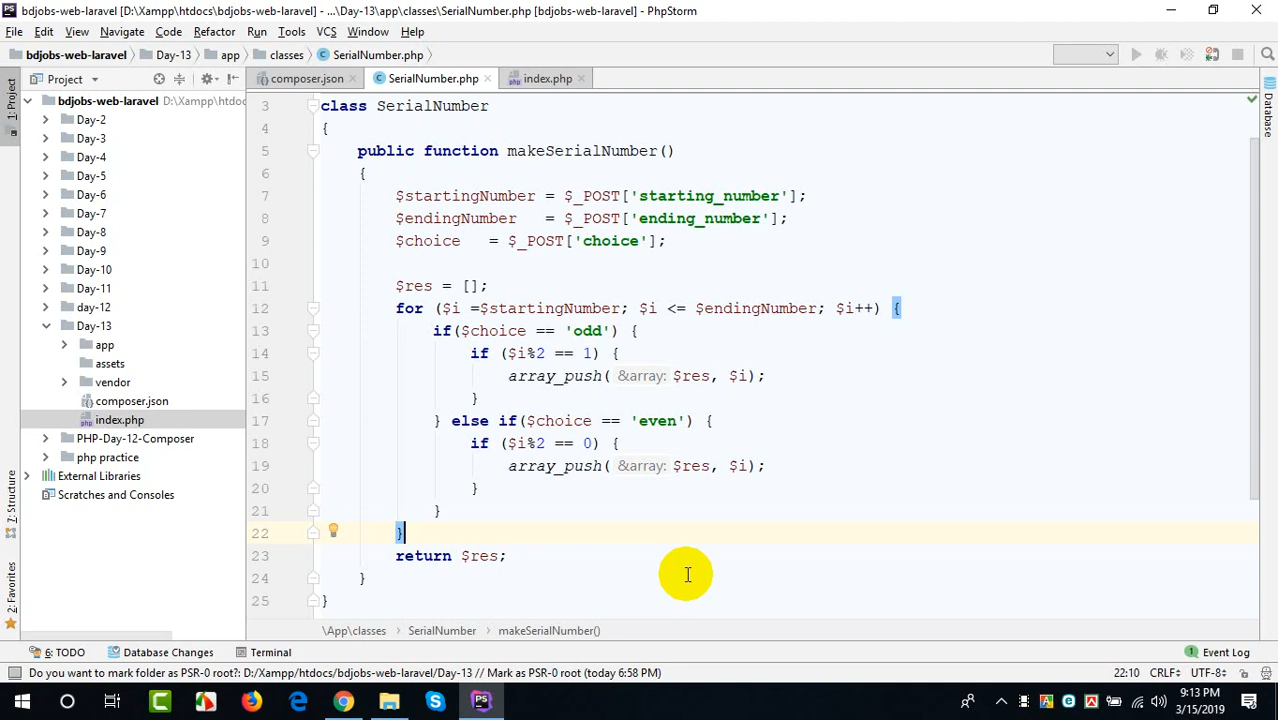 bdjobs-web-laravel [D:\Xampp\htdocs\bdjobs-web-laravel] - ...\Day-13\app\classes\SerialNumber.php [bdjobs-web-laravel] - PhpStorm
File Edit View Navigate Code Refactor Run Tools VCS Window Help
bdjobs-web-laravel Day-13 app classes SerialNumber.php
Project composer.json SerialNumber.php index.php
1: Project
7: Structure
2: Favorites
Database
bdjobs-web-laravel D:\Xampp\htdoc
Day-2
Day-3
Day-4
Day-5
Day-6
Day-7
Day-8
Day-9
Day-10
Day-11
day-12
Day-13
app
assets
vendor
composer.json
index.php
PHP-Day-12-Composer
php practice
External Libraries
Scratches and Consoles
3 class SerialNumber
4 {
5 public function makeSerialNumber()
6 {
7 $startingNumber = $_POST['starting_number'];
8 $endingNumber   = $_POST['ending_number'];
9 $choice   = $_POST['choice'];
10
11 $res = [];
12 for ($i =$startingNumber; $i <= $endingNumber; $i++) {
13 if($choice == 'odd') {
14 if ($i%2 == 1) {
15 array_push( &array: $res, $i);
16 }
17 } else if($choice == 'even') {
18 if ($i%2 == 0) {
19 array_push( &array: $res, $i);
20 }
21 }
22 }
23 return $res;
24 }
25 }
\App\classes SerialNumber makeSerialNumber()
6: TODO Database Changes Terminal Event Log
Do you want to mark folder as PSR-0 root?: D:/Xampp/htdocs/bdjobs-web-laravel/Day-13 // Mark as PSR-0 root (today 6:58 PM) 22:10 CRLF UTF-8
9:13 PM
3/15/2019